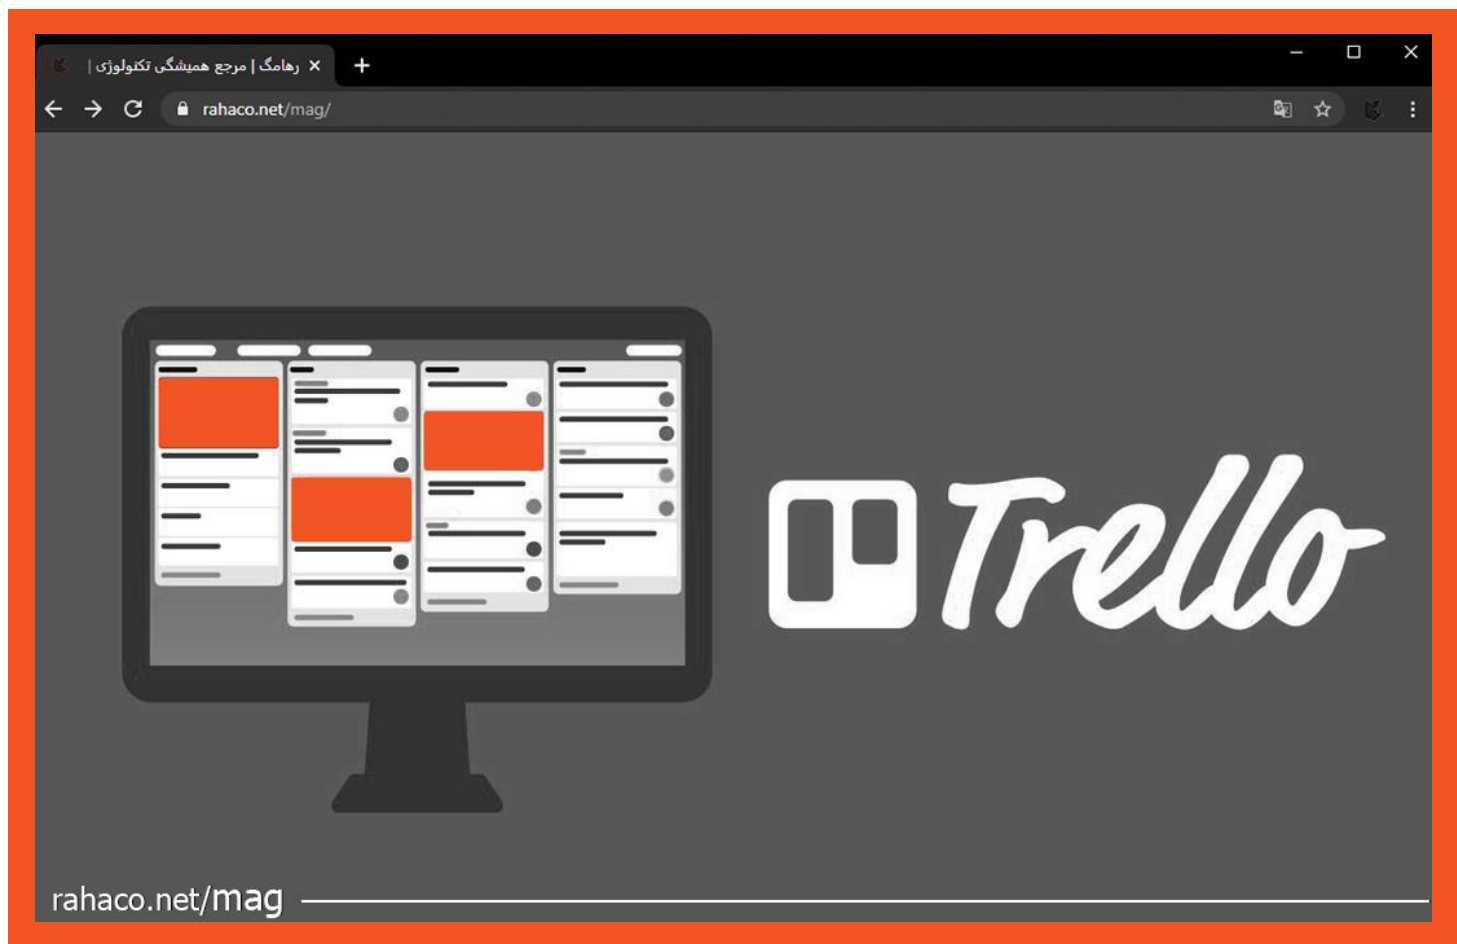 رهامگ | مرجع همیشگی تکنولوژی |
rahaco.net/mag/
Trello
rahaco.net/mag